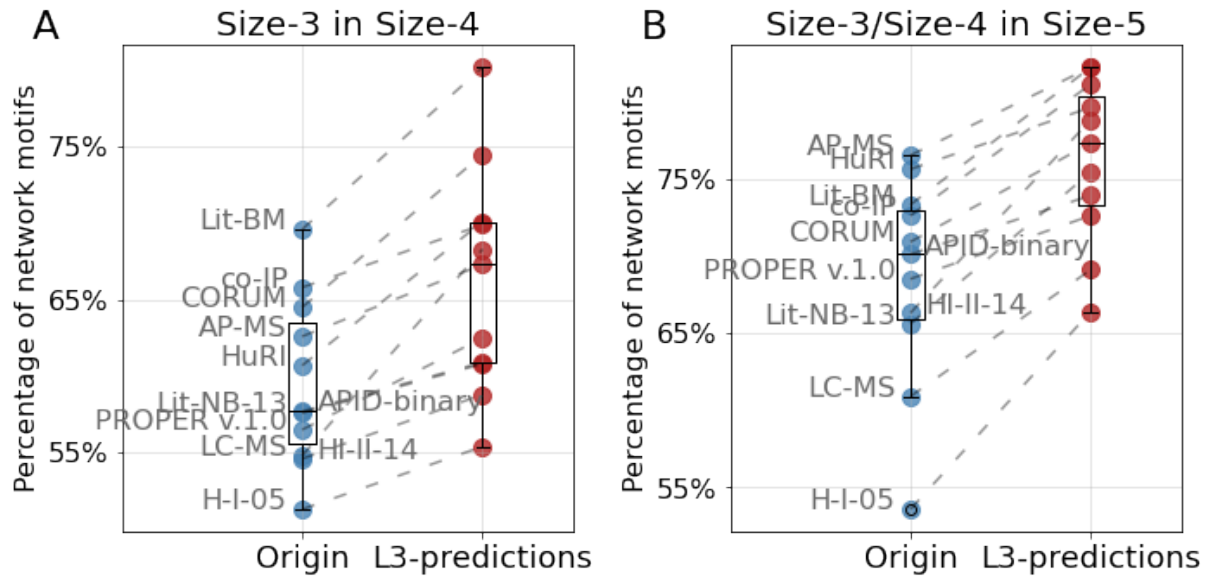 A
Size-3 in Size-4
Percentage of network motifs
75%
65%
55%
Lit-BM
co-IP
CORUM
AP-MS
HuRI
Lit-NB-13
APID-binary
PROPER v.1.0
LC-MS
HI-II-14
H-I-05
Origin
L3-predictions
B
Size-3/Size-4 in Size-5
Percentage of network motifs
75%
65%
55%
AP-MS
HuRI
Lit-BM
co-IP
CORUM
APID-binary
PROPER v.1.0
HI-II-14
Lit-NB-13
LC-MS
H-I-05
Origin
L3-predictions